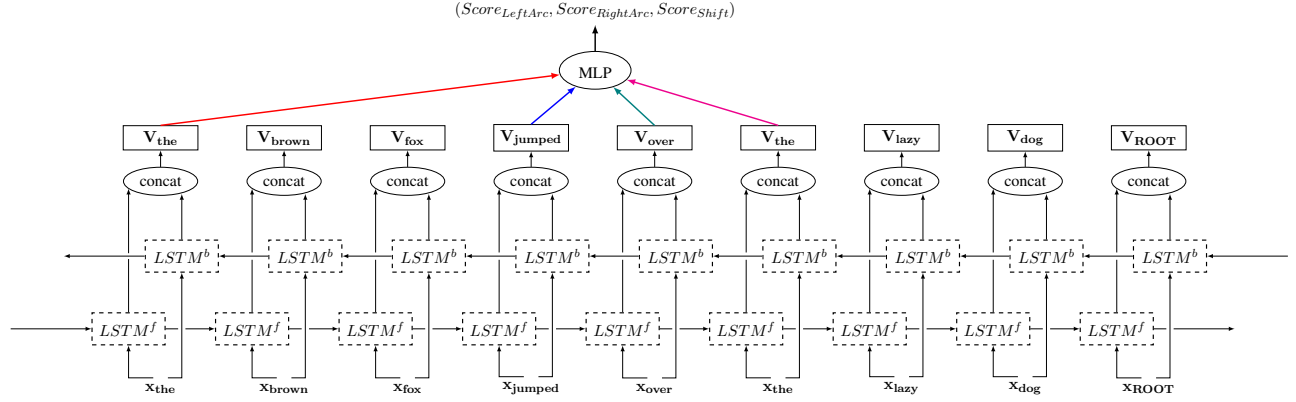 (Score_LeftArc, Score_RightArc, Score_Shift)
MLP
V_the V_brown V_fox V_jumped V_over V_the V_lazy V_dog V_ROOT
concat concat concat concat concat concat concat concat concat
LSTM^b LSTM^b LSTM^b LSTM^b LSTM^b LSTM^b LSTM^b LSTM^b LSTM^b
LSTM^f LSTM^f LSTM^f LSTM^f LSTM^f LSTM^f LSTM^f LSTM^f LSTM^f
x_the x_brown x_fox x_jumped x_over x_the x_lazy x_dog x_ROOT